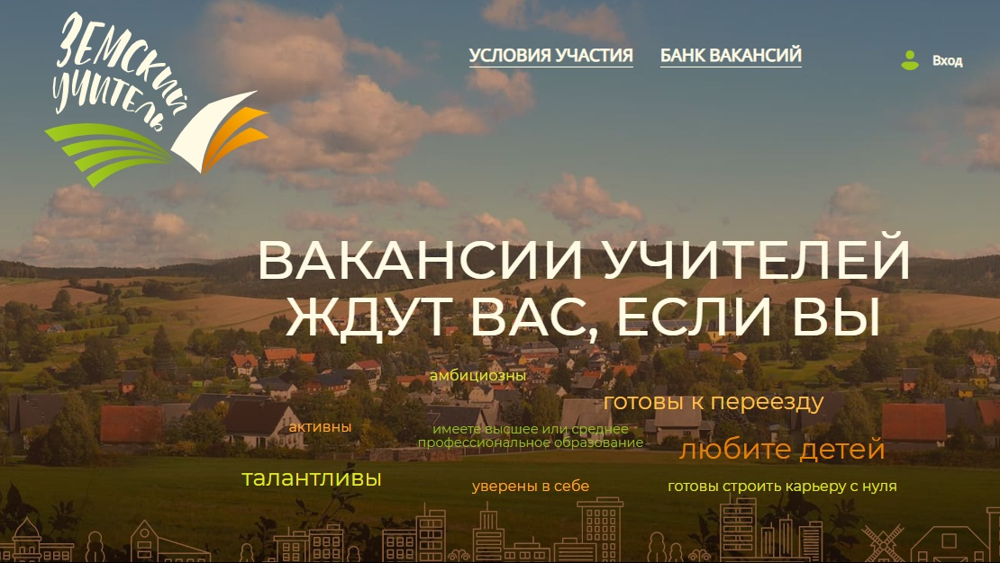 ЗЕМСКИЙ
УЧИТЕЛЬ
УСЛОВИЯ УЧАСТИЯ
БАНК ВАКАНСИЙ
Вход
ВАКАНСИИ УЧИТЕЛЕЙ
ЖДУТ ВАС, ЕСЛИ ВЫ
амбициозны
готовы к переезду
активны
имеете высшее или среднее
профессиональное образование
любите детей
талантливы
уверены в себе
готовы строить карьеру с нуля